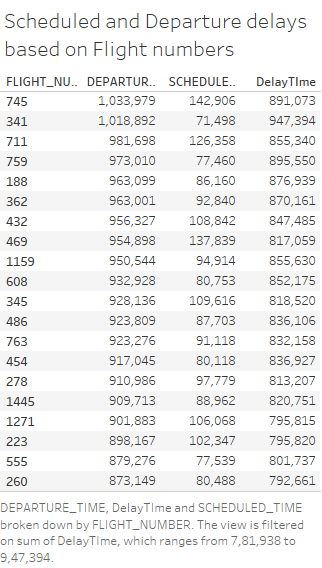 Scheduled and Departure delays
based on Flight numbers
FLIGHT_NU.. DEPARTUR.. SCHEDULE.. DelayTIme
745 1,033,979 142,906 891,073
341 1,018,892 71,498 947,394
711 981,698 126,358 855,340
759 973,010 77,460 895,550
188 963,099 86,160 876,939
362 963,001 92,840 870,161
432 956,327 108,842 847,485
469 954,898 137,839 817,059
1159 950,544 94,914 855,630
608 932,928 80,753 852,175
345 928,136 109,616 818,520
486 923,809 87,703 836,106
763 923,276 91,118 832,158
454 917,045 80,118 836,927
278 910,986 97,779 813,207
1445 909,713 88,962 820,751
1271 901,883 106,068 795,815
223 898,167 102,347 795,820
555 879,276 77,539 801,737
260 873,149 80,488 792,661
DEPARTURE_TIME, DelayTIme and SCHEDULED_TIME
broken down by FLIGHT_NUMBER. The view is filtered
on sum of DelayTIme, which ranges from 7,81,938 to
9,47,394.